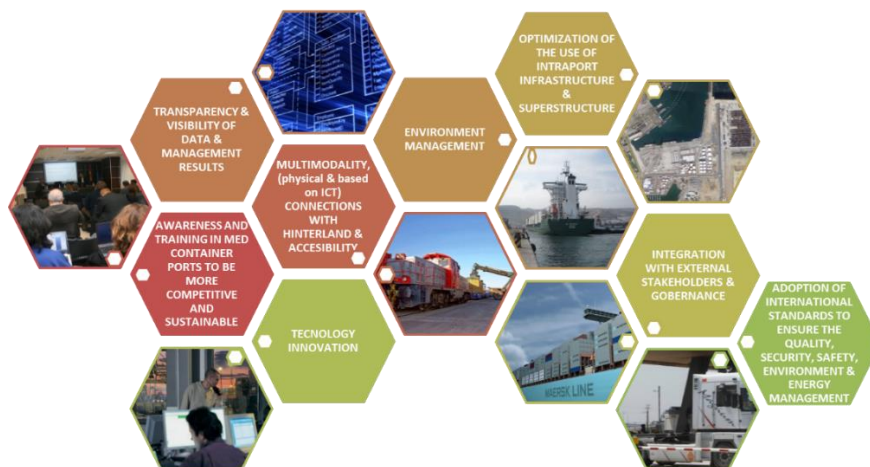 OPTIMIZATION OF
THE USE OF
INTRAPORT
INFRASTRUCTURE
&
SUPERSTRUCTURE
TRANSPARENCY &
VISIBILITY OF
DATA &
MANAGEMENT
RESULTS
ENVIRONMENT
MANAGEMENT
MULTIMODALITY,
(physical & based
on ICT)
CONNECTIONS
WITH
HINTERLAND &
ACCESIBILITY
AWARENESS AND
TRAINING IN MED
CONTAINER
PORTS TO BE
MORE
COMPETITIVE
AND
SUSTAINABLE
INTEGRATION
WITH EXTERNAL
STAKEHOLDERS &
GOBERNANCE
ADOPTION OF
INTERNATIONAL
STANDARDS TO
ENSURE THE
QUALITY,
SECURITY, SAFETY,
ENVIRONMENT &
ENERGY
MANAGEMENT
TECNOLOGY
INNOVATION
MAERSK LINE